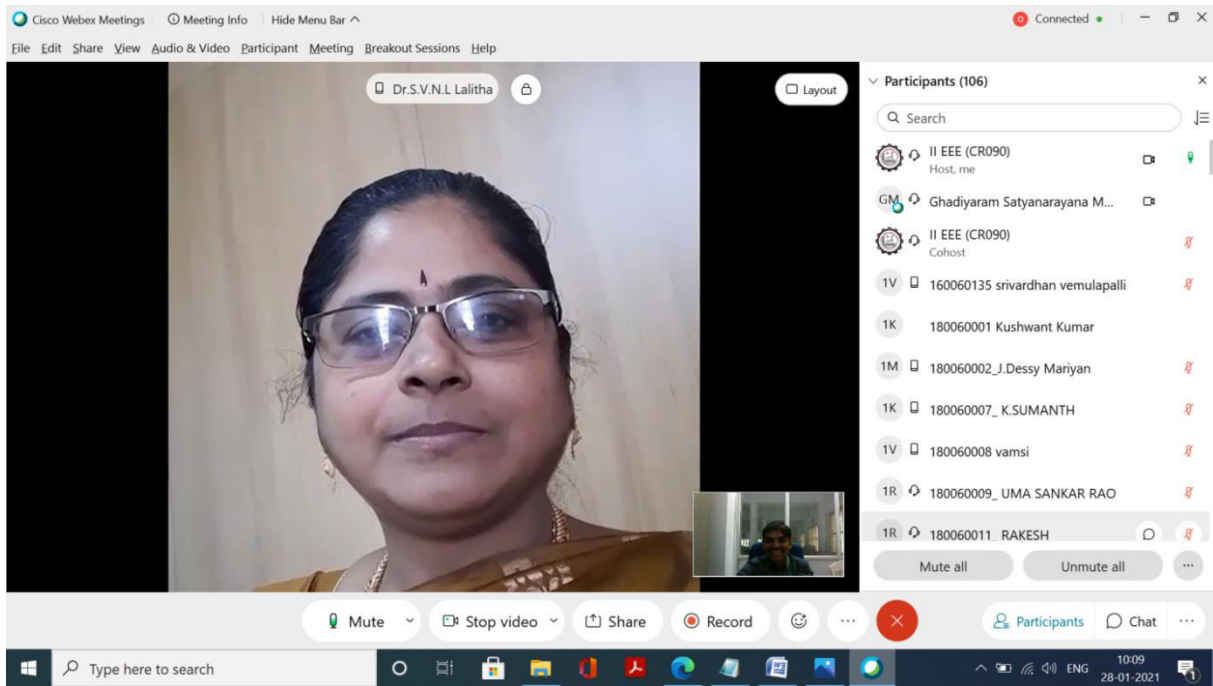 Cisco Webex Meetings Meeting Info Hide Menu Bar Connected
File Edit Share View Audio & Video Participant Meeting Breakout Sessions Help
Dr.S.V.N.L Lalitha
Layout
Participants (106)
Search
II EEE (CR090)
Host, me
GM Ghadiyaram Satyanarayana M...
II EEE (CR090)
Cohost
1V 160060135 srivardhan vemulapalli
1K 180060001 Kushwant Kumar
1M 180060002_J.Dessy Mariyan
1K 180060007_ K.SUMANTH
1V 180060008 vamsi
1R 180060009_ UMA SANKAR RAO
1R 180060011_RAKESH
Mute all Unmute all ...
Mute Stop video Share Record ... Participants Chat ...
Type here to search ENG 10:09
28-01-2021 1